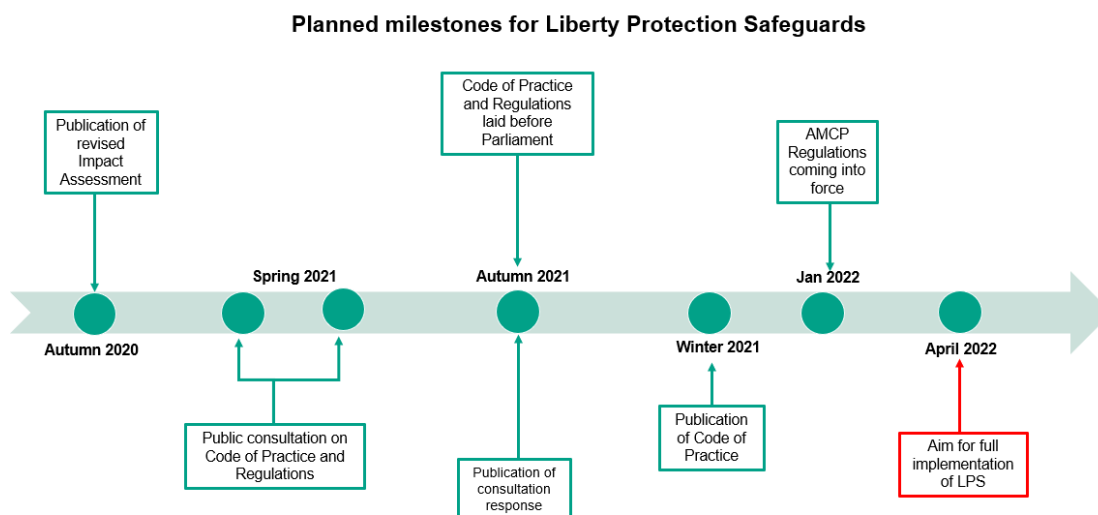 Planned milestones for Liberty Protection Safeguards
Publication of
revised
Impact
Assessment
Code of Practice
and Regulations
laid before
Parliament
AMCP
Regulations
coming into
force
Spring 2021
Autumn 2021
Jan 2022
Autumn 2020
Winter 2021
April 2022
Public consultation on
Code of Practice and
Regulations
Publication of
consultation
response
Publication
of Code of
Practice
Aim for full
implementation
of LPS